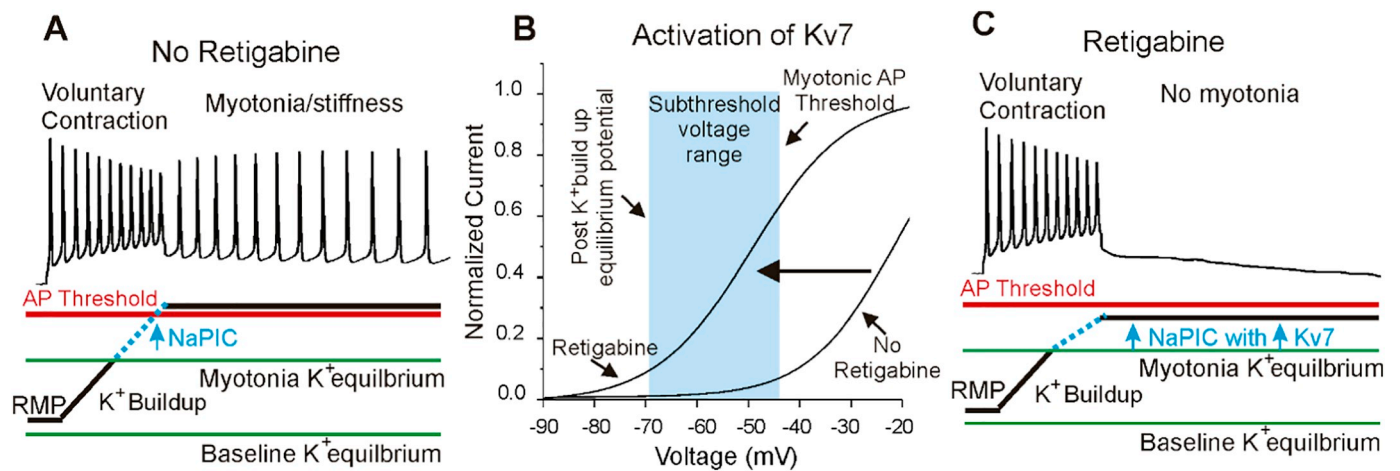 A
No Retigabine
Voluntary
Contraction
Myotonia/stiffness
AP Threshold
NaPIC
Myotonia K+equilbrium
RMP
K+ Buildup
Baseline K+equilibrium
B
Activation of Kv7
Normalized Current
1.0
0.8
0.6
0.4
0.2
0.0
Post K+build up
equilibrium potential
Subthreshold
voltage
range
Myotonic AP
Threshold
Retigabine
No
Retigabine
-90
-80
-70
-60
-50
-40
-30
-20
Voltage (mV)
C
Retigabine
Voluntary
Contraction
No myotonia
AP Threshold
NaPIC with Kv7
Myotonia K+equilbrium
RMP
K+ Buildup
Baseline K+equilibrium